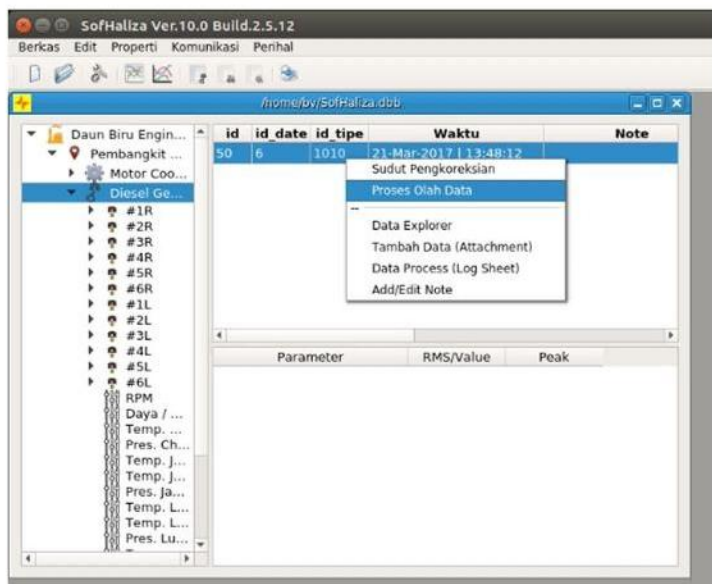 SofHaliza Ver.10.0 Build.2.5.12
Berkas Edit Properti Komunikasi Perihal
/home/bv/SofHaliza.dbb
Daun Biru Engin...
Pembangkit ...
Motor Coo...
Diesel Ge...
#1R
#2R
#3R
#4R
#5R
#6R
#1L
#2L
#3L
#4L
#5L
#6L
RPM
Daya / ...
Temp. ...
Pres. Ch...
Temp. J...
Temp. J...
Pres. Ja...
Temp. L...
Temp. L...
Pres. Lu...
id id_date id_tipe Waktu Note
50 6 1010 21-Mar-2017 | 13:48:12
Sudut Pengkoreksian
Proses Olah Data
--
Data Explorer
Tambah Data (Attachment)
Data Process (Log Sheet)
Add/Edit Note
Parameter RMS/Value Peak